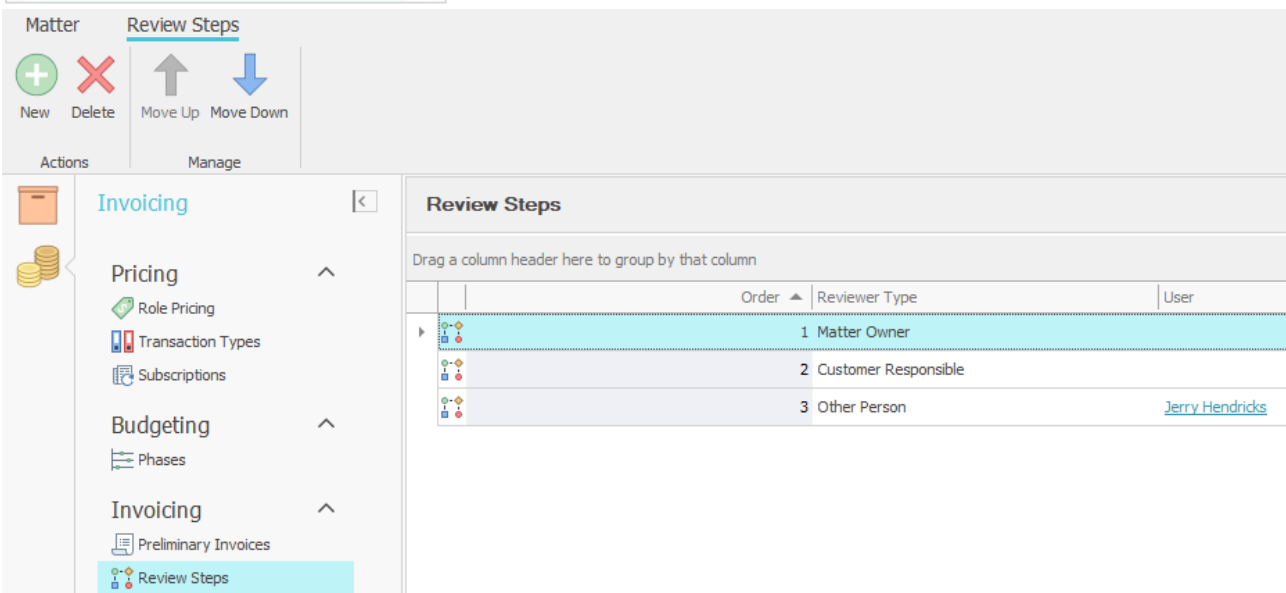 Matter Review Steps
New Delete Move Up Move Down
Actions Manage
Invoicing
Pricing
Role Pricing
Transaction Types
Subscriptions
Budgeting
Phases
Invoicing
Preliminary Invoices
Review Steps
Review Steps
Drag a column header here to group by that column
Order Reviewer Type User
1 Matter Owner
2 Customer Responsible
3 Other Person Jerry Hendricks